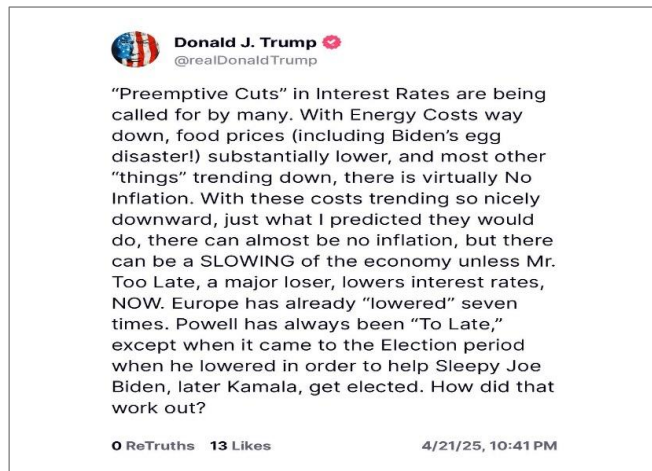 Donald J. Trump
@realDonaldTrump
“Preemptive Cuts” in Interest Rates are being
called for by many. With Energy Costs way
down, food prices (including Biden’s egg
disaster!) substantially lower, and most other
“things” trending down, there is virtually No
Inflation. With these costs trending so nicely
downward, just what I predicted they would
do, there can almost be no inflation, but there
can be a SLOWING of the economy unless Mr.
Too Late, a major loser, lowers interest rates,
NOW. Europe has already “lowered” seven
times. Powell has always been “To Late,”
except when it came to the Election period
when he lowered in order to help Sleepy Joe
Biden, later Kamala, get elected. How did that
work out?
0 ReTruths 13 Likes 4/21/25, 10:41 PM